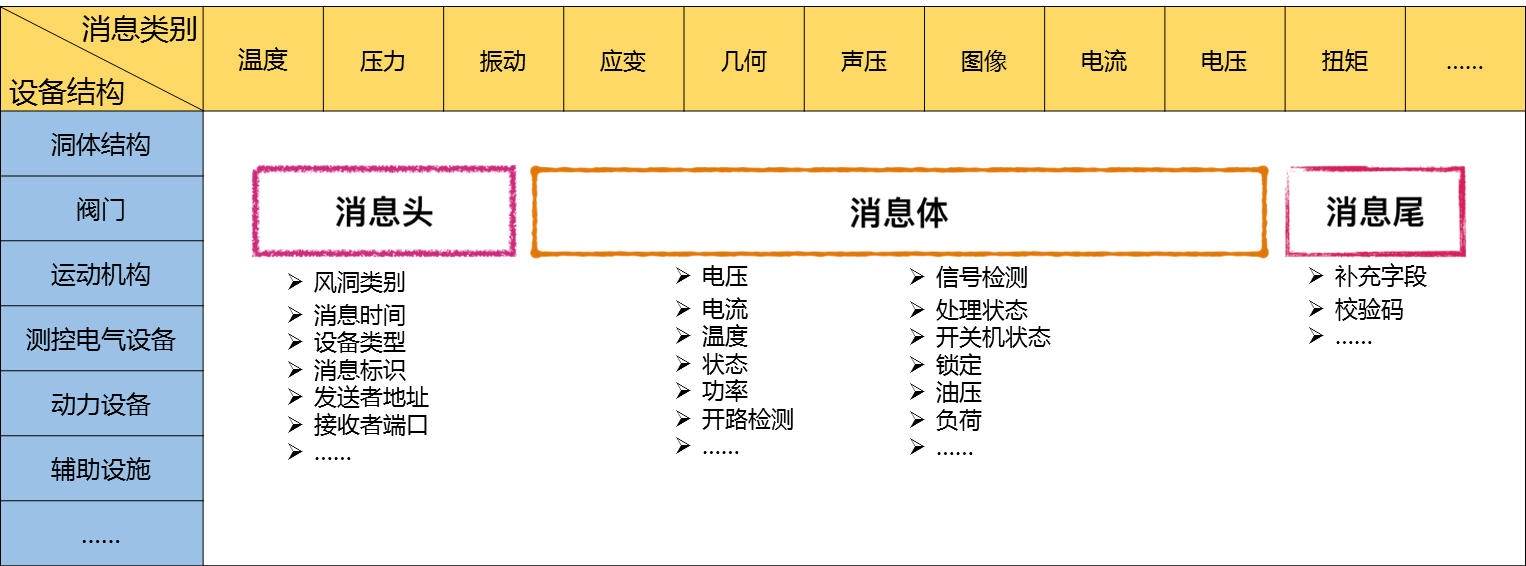 消息类别
设备结构
温度 压力 振动 应变 几何 声压 图像 电流 电压 扭矩 ......
洞体结构
阀门
运动机构
测控电气设备
动力设备
辅助设施
......
消息头
风洞类别
消息时间
设备类型
消息标识
发送者地址
接收者端口
......
消息体
电压
电流
温度
状态
功率
开路检测
......
信号检测
处理状态
开关机状态
锁定
油压
负荷
......
消息尾
补充字段
校验码
......